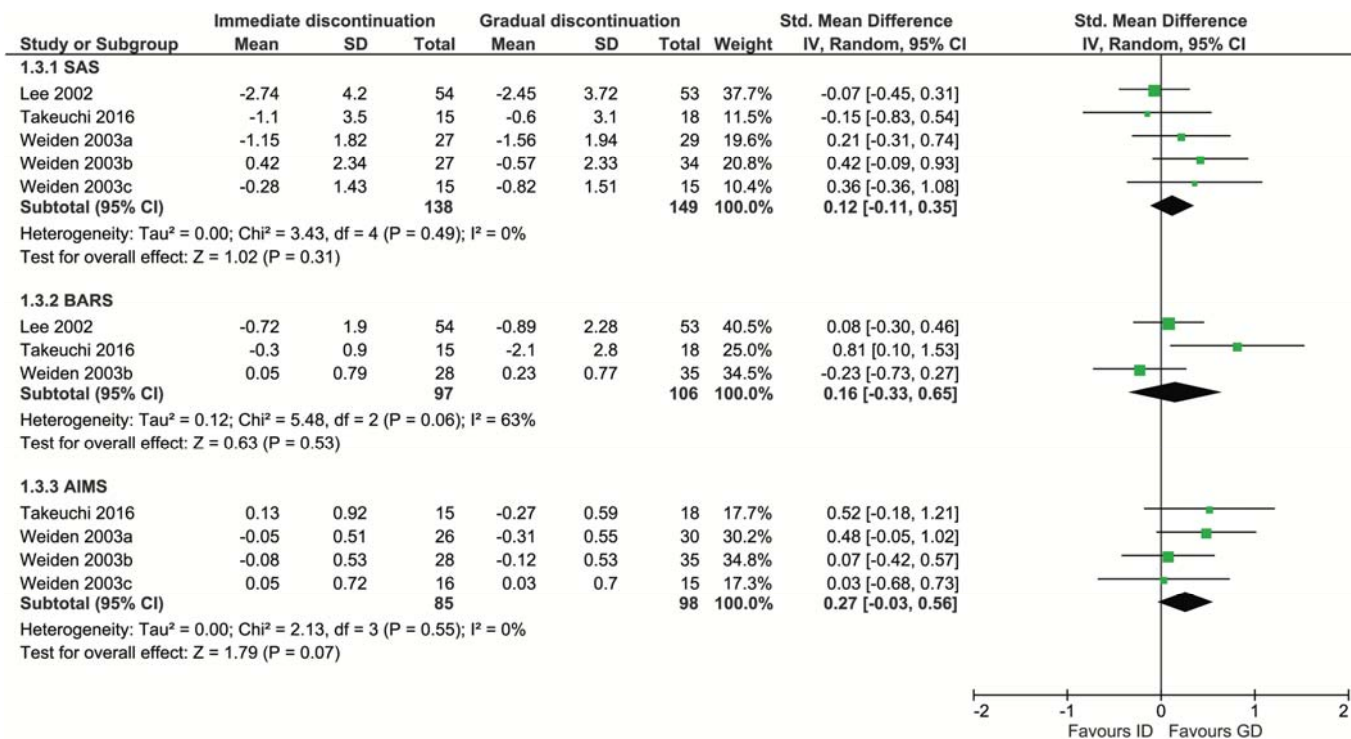 Immediate discontinuation Gradual discontinuation Std. Mean Difference Std. Mean Difference
Study or Subgroup Mean SD Total Mean SD Total Weight IV, Random, 95% CI IV, Random, 95% CI
1.3.1 SAS
Lee 2002 -2.74 4.2 54 -2.45 3.72 53 37.7% -0.07 [-0.45, 0.31]
Takeuchi 2016 -1.1 3.5 15 -0.6 3.1 18 11.5% -0.15 [-0.83, 0.54]
Weiden 2003a -1.15 1.82 27 -1.56 1.94 29 19.6% 0.21 [-0.31, 0.74]
Weiden 2003b 0.42 2.34 27 -0.57 2.33 34 20.8% 0.42 [-0.09, 0.93]
Weiden 2003c -0.28 1.43 15 -0.82 1.51 15 10.4% 0.36 [-0.36, 1.08]
Subtotal (95% CI) 138 149 100.0% 0.12 [-0.11, 0.35]
Heterogeneity: Tau² = 0.00; Chi² = 3.43, df = 4 (P = 0.49); I² = 0%
Test for overall effect: Z = 1.02 (P = 0.31)
1.3.2 BARS
Lee 2002 -0.72 1.9 54 -0.89 2.28 53 40.5% 0.08 [-0.30, 0.46]
Takeuchi 2016 -0.3 0.9 15 -2.1 2.8 18 25.0% 0.81 [0.10, 1.53]
Weiden 2003b 0.05 0.79 28 0.23 0.77 35 34.5% -0.23 [-0.73, 0.27]
Subtotal (95% CI) 97 106 100.0% 0.16 [-0.33, 0.65]
Heterogeneity: Tau² = 0.12; Chi² = 5.48, df = 2 (P = 0.06); I² = 63%
Test for overall effect: Z = 0.63 (P = 0.53)
1.3.3 AIMS
Takeuchi 2016 0.13 0.92 15 -0.27 0.59 18 17.7% 0.52 [-0.18, 1.21]
Weiden 2003a -0.05 0.51 26 -0.31 0.55 30 30.2% 0.48 [-0.05, 1.02]
Weiden 2003b -0.08 0.53 28 -0.12 0.53 35 34.8% 0.07 [-0.42, 0.57]
Weiden 2003c 0.05 0.72 16 0.03 0.7 15 17.3% 0.03 [-0.68, 0.73]
Subtotal (95% CI) 85 98 100.0% 0.27 [-0.03, 0.56]
Heterogeneity: Tau² = 0.00; Chi² = 2.13, df = 3 (P = 0.55); I² = 0%
Test for overall effect: Z = 1.79 (P = 0.07)
-2 -1 0 1 2
Favours ID Favours GD